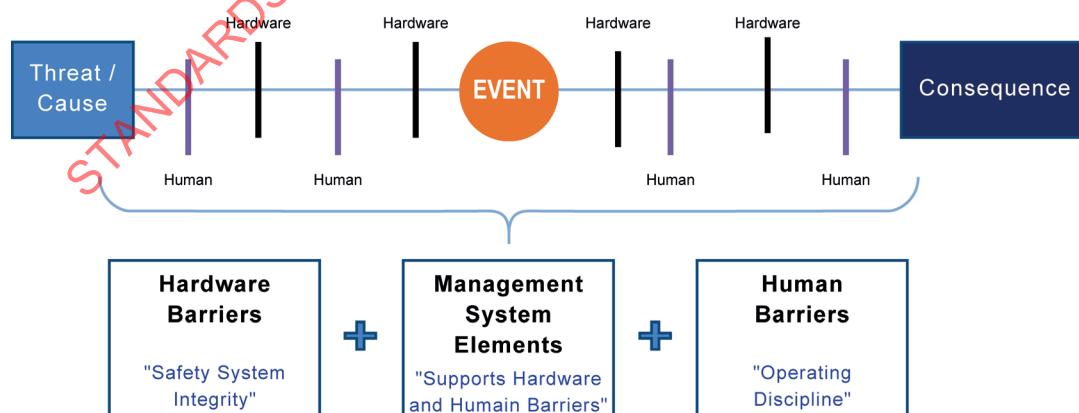 Hardware Hardware Hardware Hardware
Threat /
Cause
EVENT
Consequence
STANDARDS
Human Human Human Human
Hardware
Barriers
"Safety System
Integrity"
Management
System
Elements
"Supports Hardware
and Humain Barriers"
Human
Barriers
"Operating
Discipline"